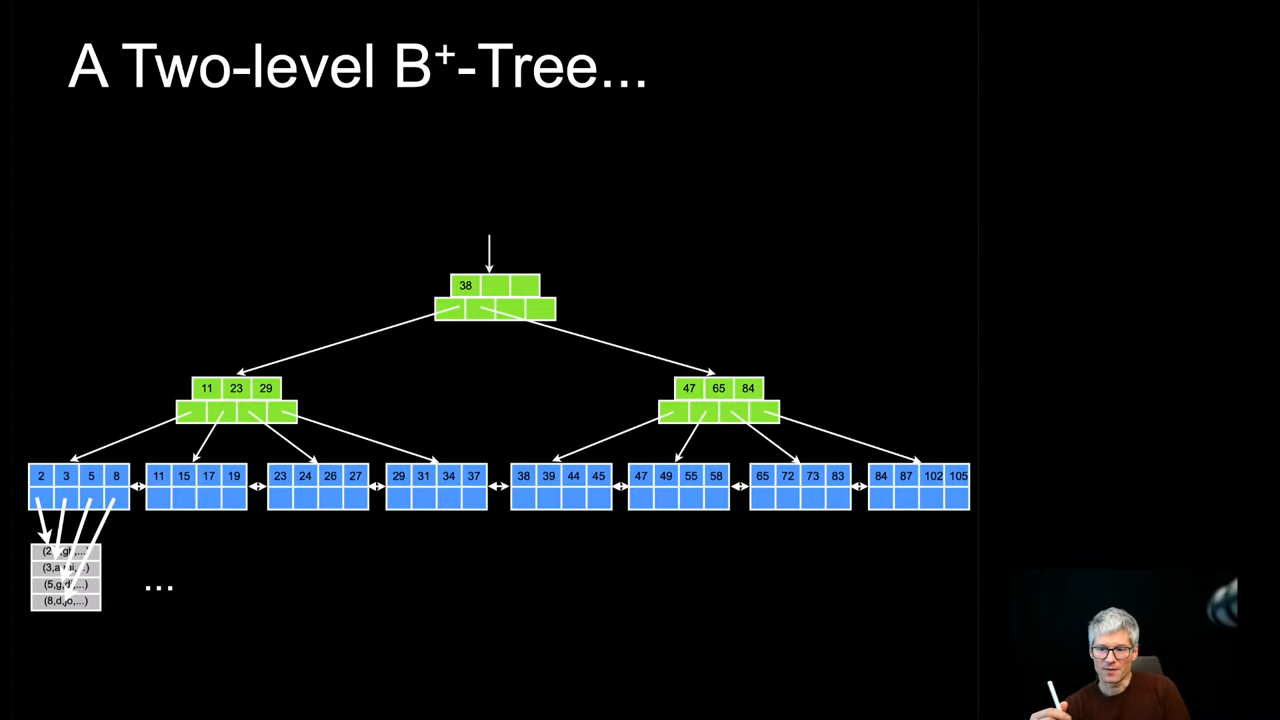 A Two-level B+-Tree...
38
11 23 29
47 65 84
2 3 5 8
11 15 17 19
23 24 26 27
29 31 34 37
38 39 44 45
47 49 55 58
65 72 73 83
84 87 102 105
(5,g,
(8,d,
...